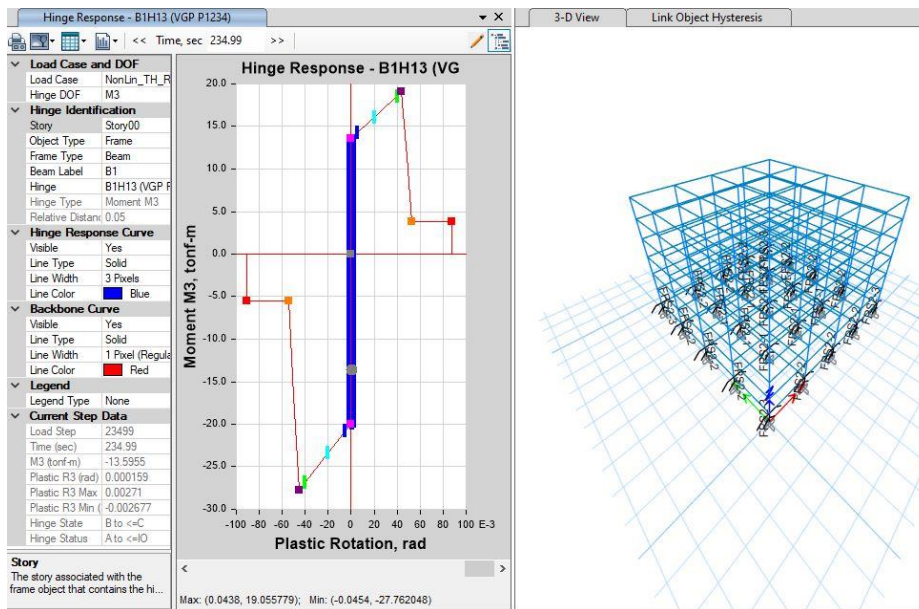 Hinge Response - B1H13 (VGP P1234)
3-D View
Link Object Hysteresis
<< Time, sec 234.99 >>
Load Case and DOF
Load Case NonLin_TH_R
Hinge DOF M3
Hinge Identification
Story Story00
Object Type Frame
Frame Type Beam
Beam Label B1
Hinge B1H13 (VGP F
Hinge Type Moment M3
Relative Distanc 0.05
Hinge Response Curve
Visible Yes
Line Type Solid
Line Width 3 Pixels
Line Color Blue
Backbone Curve
Visible Yes
Line Type Solid
Line Width 1 Pixel (Regula
Line Color Red
Legend
Legend Type None
Current Step Data
Load Step 23499
Time (sec) 234.99
M3 (tonf-m) -13.5955
Plastic R3 (rad) 0.000159
Plastic R3 Max 0.00271
Plastic R3 Min ( -0.002677
Hinge State B to <=C
Hinge Status A to <=IO
Story
The story associated with the
frame object that contains the hi...
Hinge Response - B1H13 (VG
Moment M3, tonf-m
20.0
15.0
10.0
5.0
0.0
-5.0
-10.0
-15.0
-20.0
-25.0
-30.0
-100 -80 -60 -40 -20 0 20 40 60 80 100 E-3
Plastic Rotation, rad
Max: (0.0438, 19.055779); Min: (-0.0454, -27.762048)